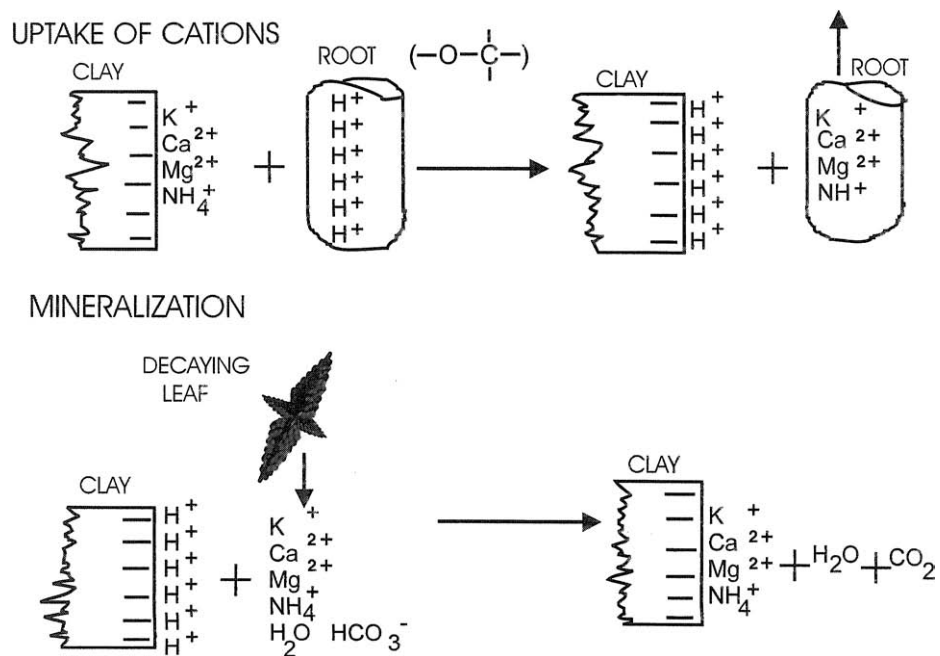 UPTAKE OF CATIONS
CLAY
K⁺
Ca²⁺
Mg²⁺
NH₄⁺
+
ROOT
H⁺
H⁺
H⁺
H⁺
H⁺
H⁺
(—O—C—)
CLAY
H⁺
H⁺
H⁺
H⁺
H⁺
H⁺
+
ROOT
K⁺
Ca²⁺
Mg²⁺
NH⁺
MINERALIZATION
DECAYING
LEAF
CLAY
H⁺
H⁺
H⁺
H⁺
H⁺
H⁺
+
K⁺
Ca²⁺
Mg²⁺
NH₄⁺
H₂O HCO₃⁻
CLAY
K⁺
Ca²⁺
Mg²⁺
NH₄⁺
+H₂O+CO₂